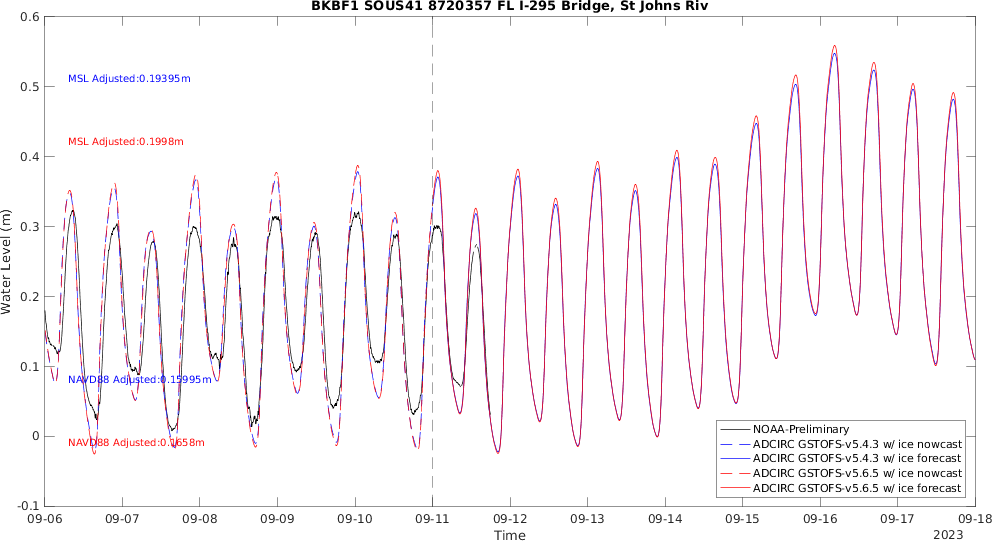 BKBF1 SOUS41 8720357 FL I-295 Bridge, St Johns Riv
0.6
0.5
0.4
0.3
0.2
0.1
0
-0.1
Water Level (m)
MSL Adjusted:0.19395m
MSL Adjusted:0.1998m
NAVD88 Adjusted:0.15995m
NAVD88 Adjusted:0.1658m
NOAA-Preliminary
ADCIRC GSTOFS-v5.4.3 w/ ice nowcast
ADCIRC GSTOFS-v5.4.3 w/ ice forecast
ADCIRC GSTOFS-v5.6.5 w/ ice nowcast
ADCIRC GSTOFS-v5.6.5 w/ ice forecast
09-06 09-07 09-08 09-09 09-10 09-11 09-12 09-13 09-14 09-15 09-16 09-17 09-18
Time
2023